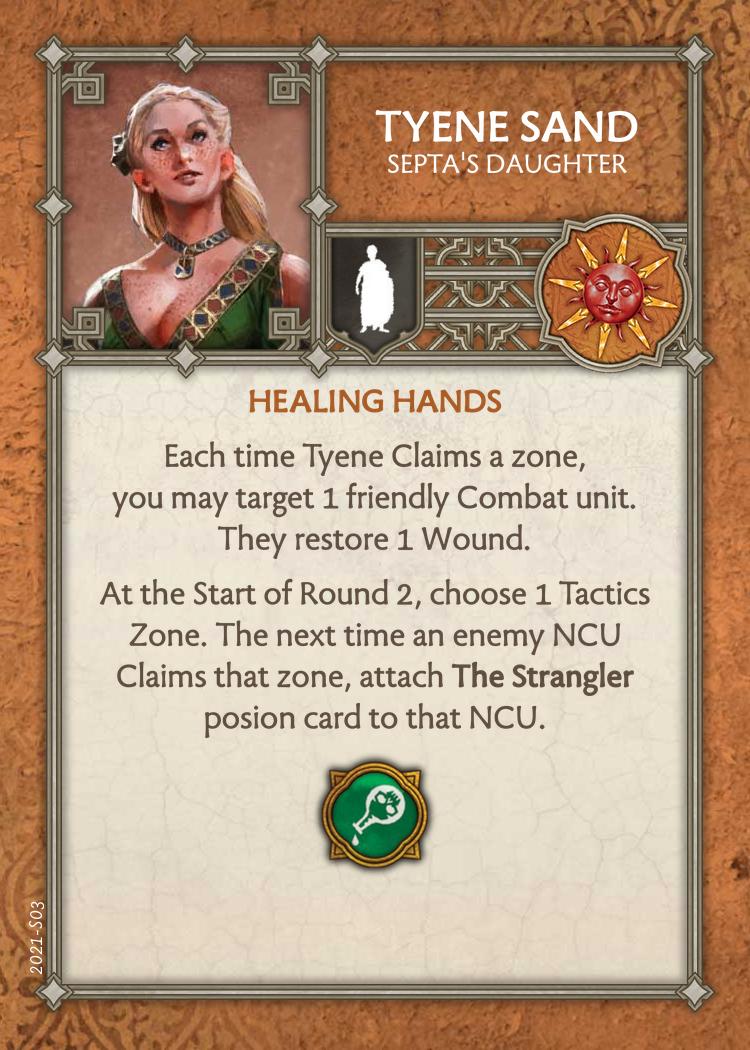 TYENE SAND
SEPTA'S DAUGHTER
HEALING HANDS
Each time Tyene Claims a zone,
you may target 1 friendly Combat unit.
They restore 1 Wound.
At the Start of Round 2, choose 1 Tactics
Zone. The next time an enemy NCU
Claims that zone, attach The Strangler
posion card to that NCU.
2021-S03